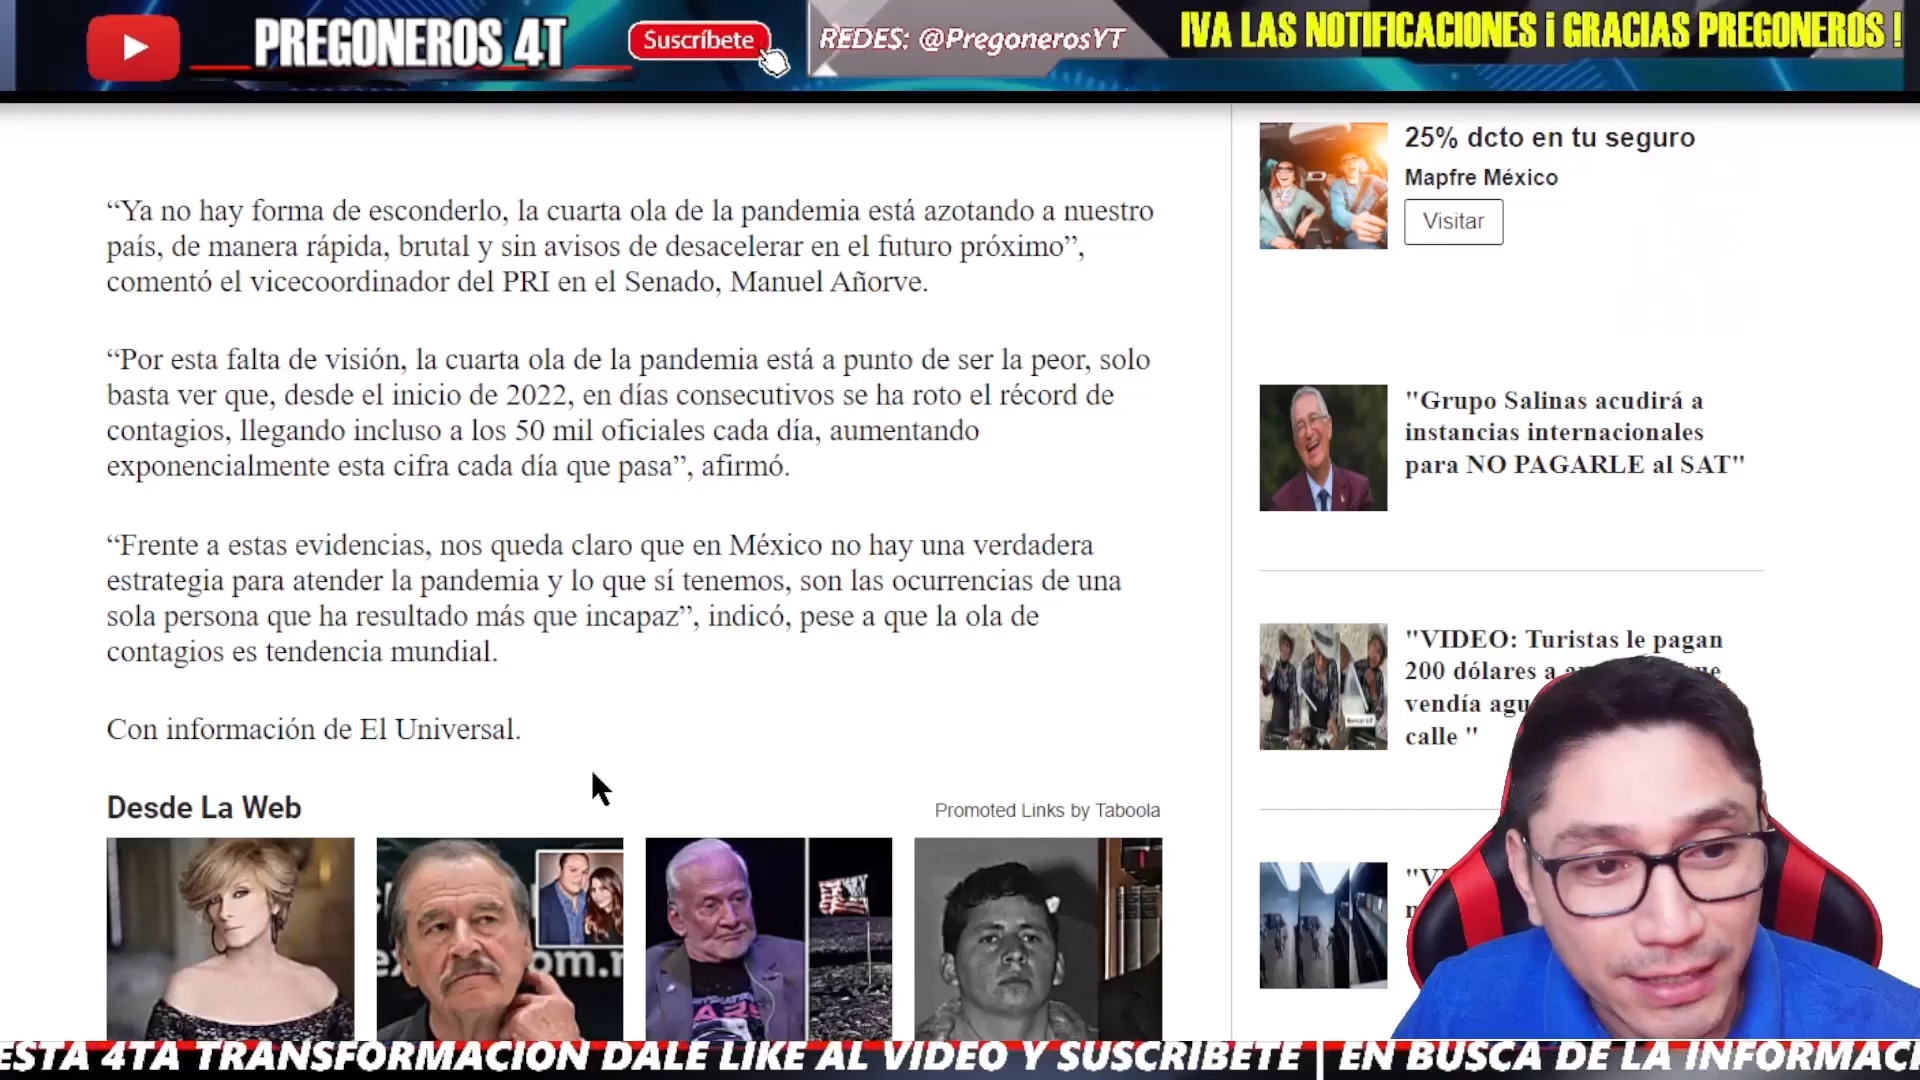 PREGONEROS 4T
Suscríbete
REDES: @PregonerosYT
IVA LAS NOTIFICACIONES ¡ GRACIAS PREGONEROS !
“Ya no hay forma de esconderlo, la cuarta ola de la pandemia está azotando a nuestro
país, de manera rápida, brutal y sin avisos de desacelerar en el futuro próximo”,
comentó el vicecoordinador del PRI en el Senado, Manuel Añorve.
“Por esta falta de visión, la cuarta ola de la pandemia está a punto de ser la peor, solo
basta ver que, desde el inicio de 2022, en días consecutivos se ha roto el récord de
contagios, llegando incluso a los 50 mil oficiales cada día, aumentando
exponencialmente esta cifra cada día que pasa”, afirmó.
“Frente a estas evidencias, nos queda claro que en México no hay una verdadera
estrategia para atender la pandemia y lo que sí tenemos, son las ocurrencias de una
sola persona que ha resultado más que incapaz”, indicó, pese a que la ola de
contagios es tendencia mundial.
Con información de El Universal.
Desde La Web
Promoted Links by Taboola
25% dcto en tu seguro
Mapfre México
Visitar
"Grupo Salinas acudirá a
instancias internacionales
para NO PAGARLE al SAT"
"VIDEO: Turistas le pagan
200 dólares a
vendía
calle "
ESTA 4TA TRANSFORMACION DALE LIKE AL VIDEO Y SUSCRIBETE | EN BUSCA DE LA INFORMAC